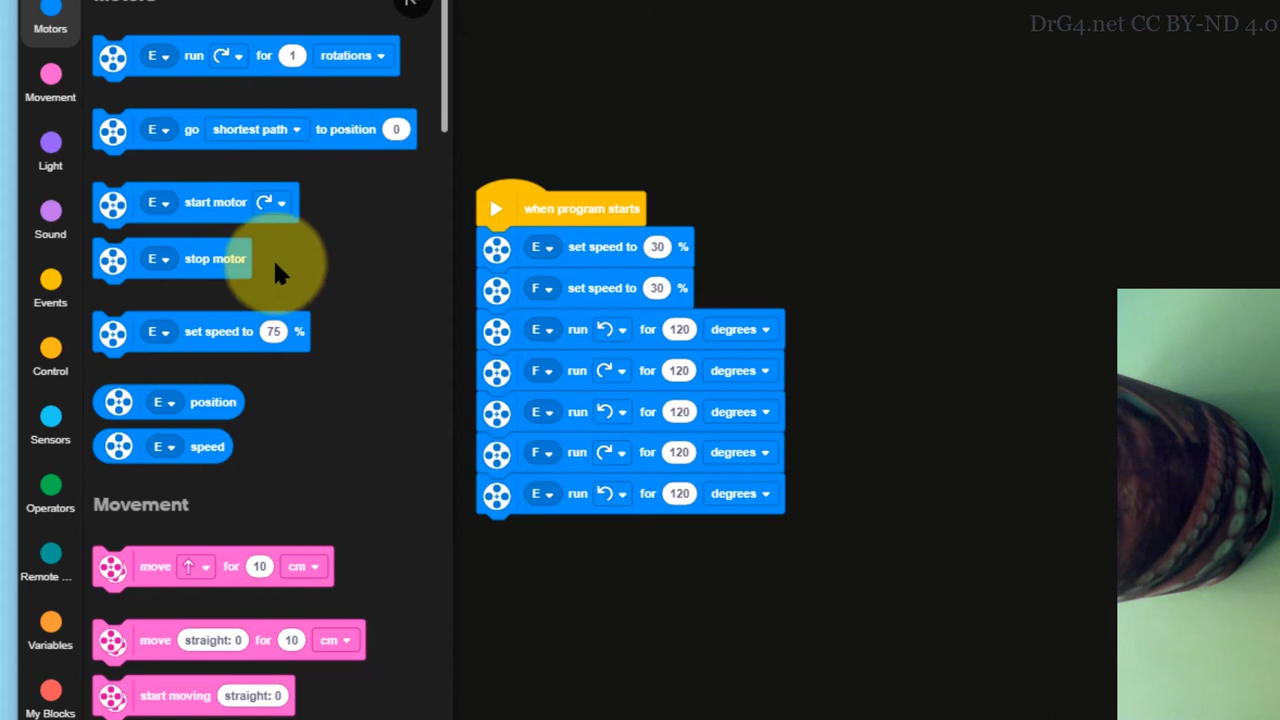 DrG4.net CC BY-ND 4.0
Motors
Movement
Light
Sound
Events
Control
Sensors
Operators
Remote ...
Variables
My Blocks
Motors
E run for 1 rotations
E go shortest path to position 0
E start motor
E stop motor
E set speed to 75 %
E position
E speed
Movement
move for 10 cm
move straight: 0 for 10 cm
start moving straight: 0
when program starts
E set speed to 30 %
F set speed to 30 %
E run for 120 degrees
F run for 120 degrees
E run for 120 degrees
F run for 120 degrees
E run for 120 degrees